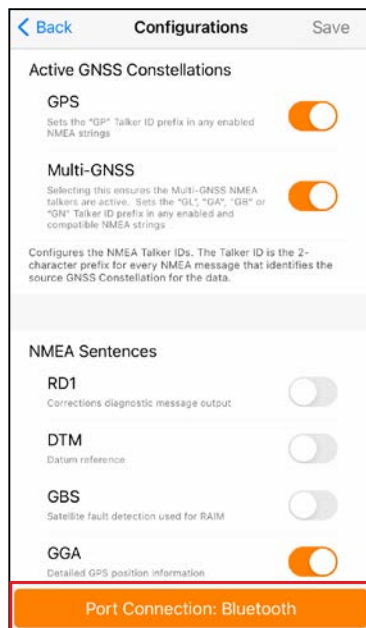 Back Configurations Save
Active GNSS Constellations
GPS
Sets the "GP" Talker ID prefix in any enabled
NMEA strings
Multi-GNSS
Selecting this ensures the Multi-GNSS NMEA
talkers are active. Sets the "GL", "GA", "GB" or
"GN" Talker ID prefix in any enabled and
compatible NMEA strings
Configures the NMEA Talker IDs. The Talker ID is the 2-
character prefix for every NMEA message that identifies the
source GNSS Constellation for the data.
NMEA Sentences
RD1
Corrections diagnostic message output
DTM
Datum reference
GBS
Satellite fault detection used for RAIM
GGA
Detailed GPS position information
Port Connection: Bluetooth